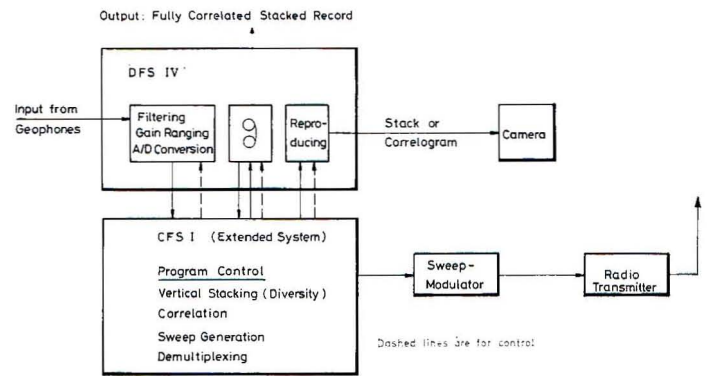 Output: Fully Correlated Stacked Record
DFS IV
Input from
Geophones
Filtering
Gain Ranging
A/D Conversion
Repro-
ducing
Stack or
Correlogram
Camera
CFS I (Extended System)
Program Control
Vertical Stacking (Diversity)
Correlation
Sweep Generation
Demultiplexing
Sweep-
Modulator
Radio
Transmitter
Dashed lines are for control